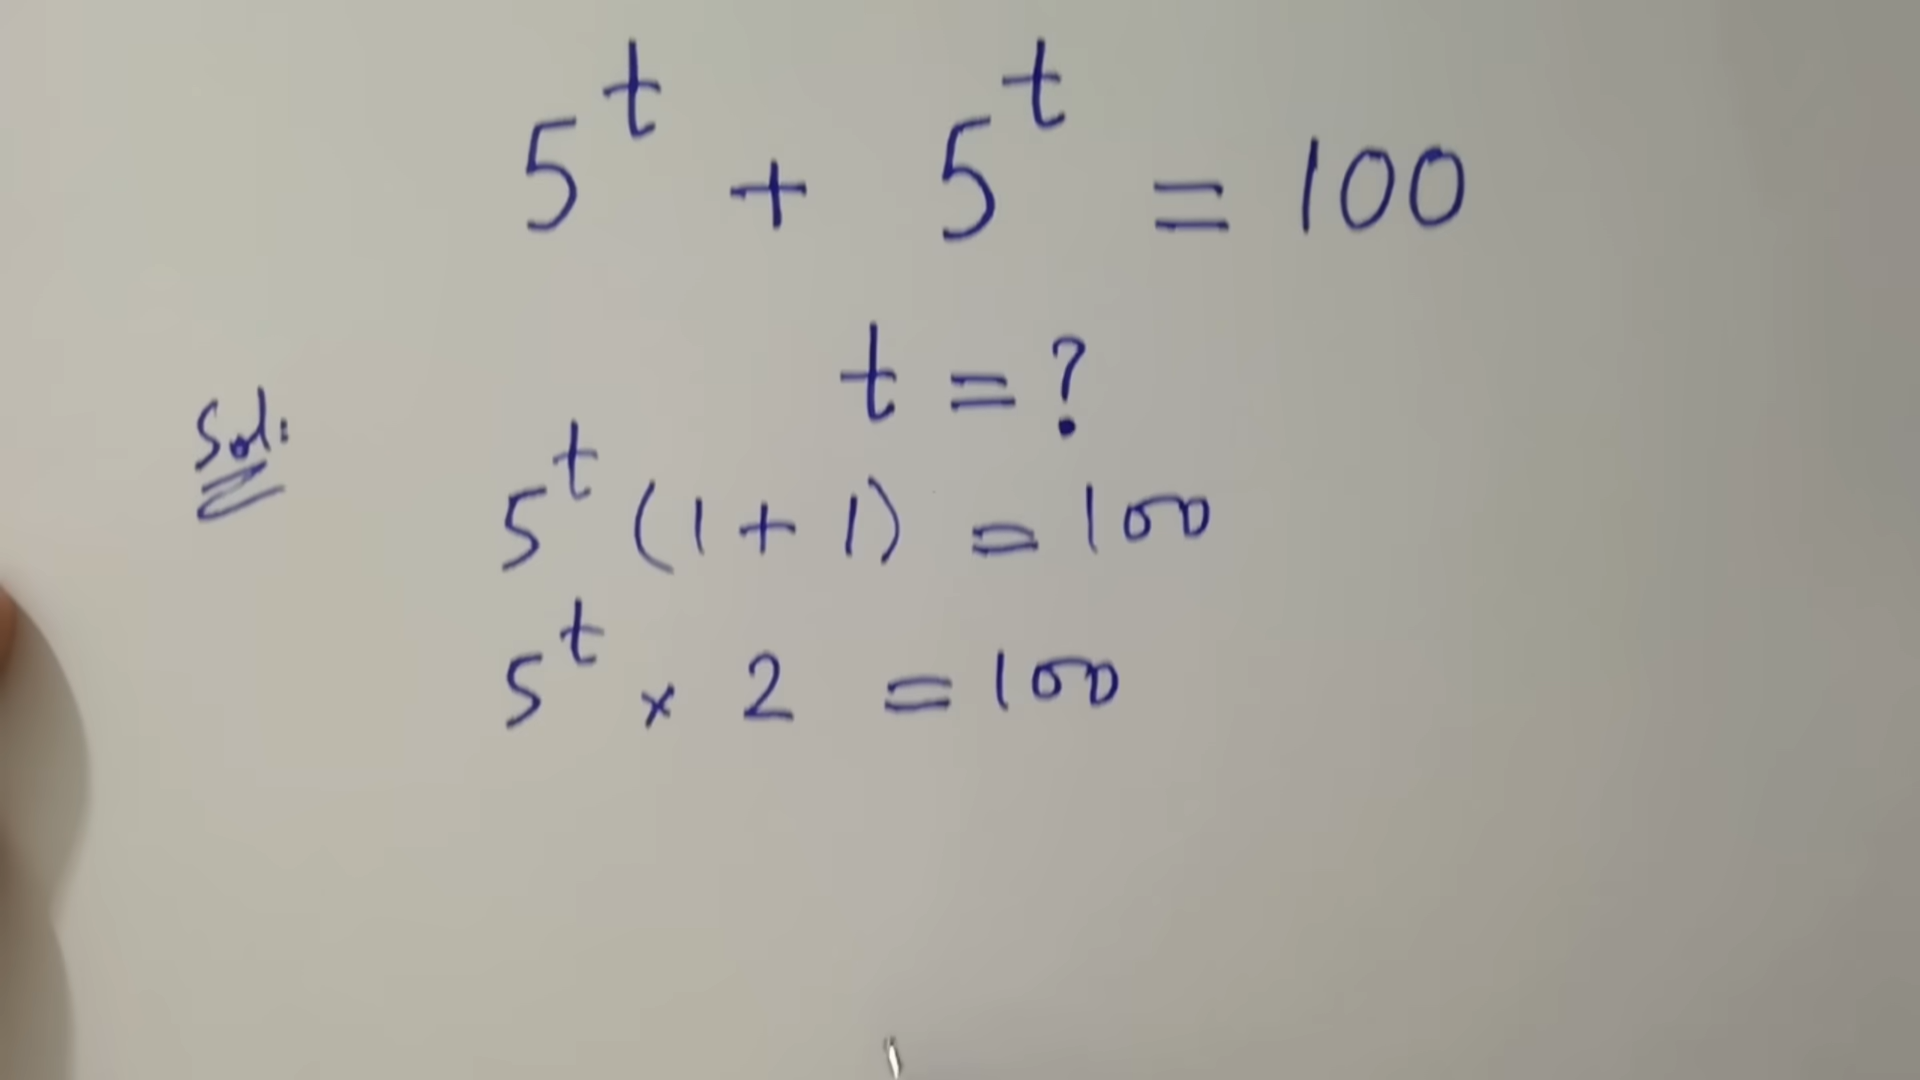 5^t + 5^t = 100
t = ?
Sol:
5^t (1 + 1) = 100
5^t × 2 = 100